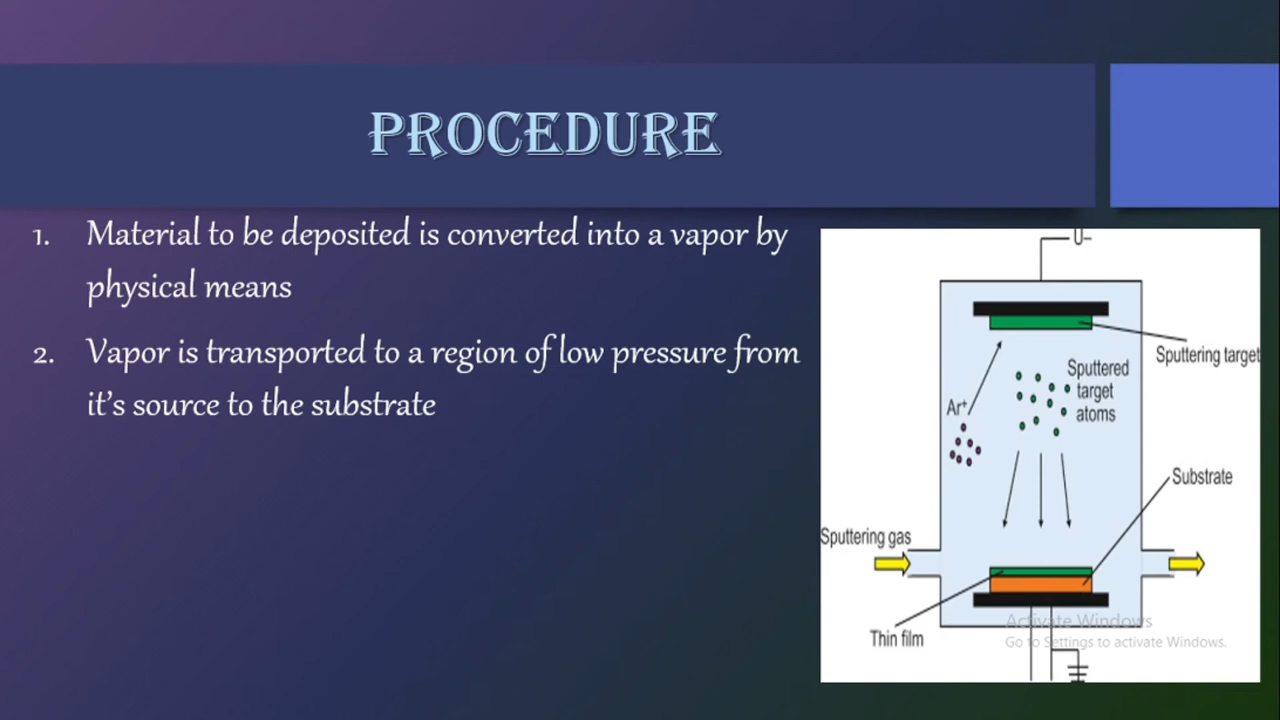 PROCEDURE
1. Material to be deposited is converted into a vapor by
physical means
2. Vapor is transported to a region of low pressure from
it's source to the substrate
U-
Sputtering target
Sputtered
target
atoms
Ar+
Substrate
Sputtering gas
Thin film
Activate Windows
Go to Settings to activate Windows.